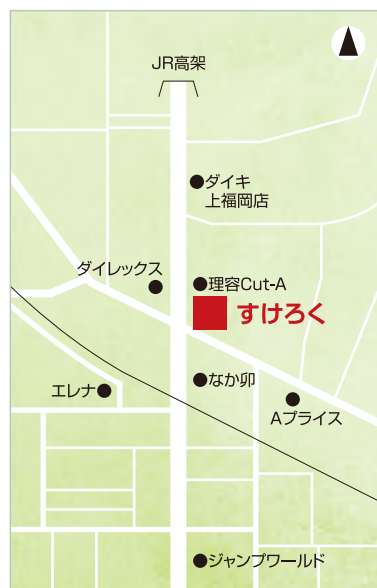 JR高架
ダイキ
上福岡店
ダイレックス
理容Cut-A
すけろく
なか卯
エレナ
Aプライス
ジャンプワールド